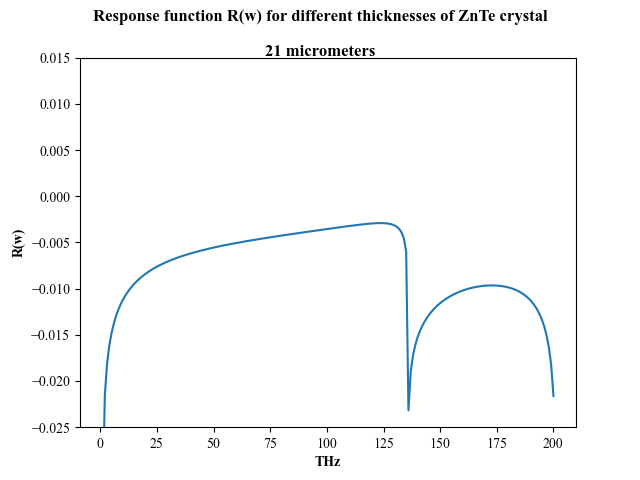 Response function R(w) for different thicknesses of ZnTe crystal
21 micrometers
0.015
0.010
0.005
0.000
−0.005
−0.010
−0.015
−0.020
−0.025
R(w)
0 25 50 75 100 125 150 175 200
THz